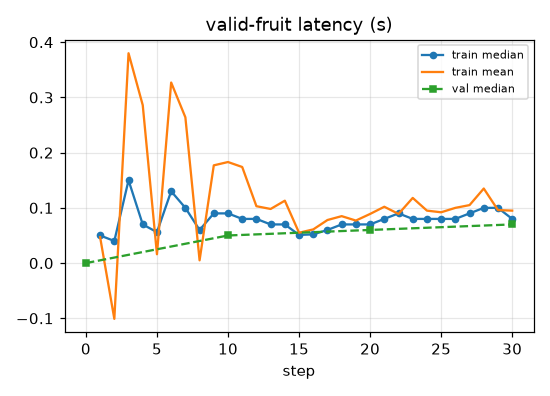 valid-fruit latency (s)
train median
train mean
val median
0.4
0.3
0.2
0.1
0.0
−0.1
0 5 10 15 20 25 30
step